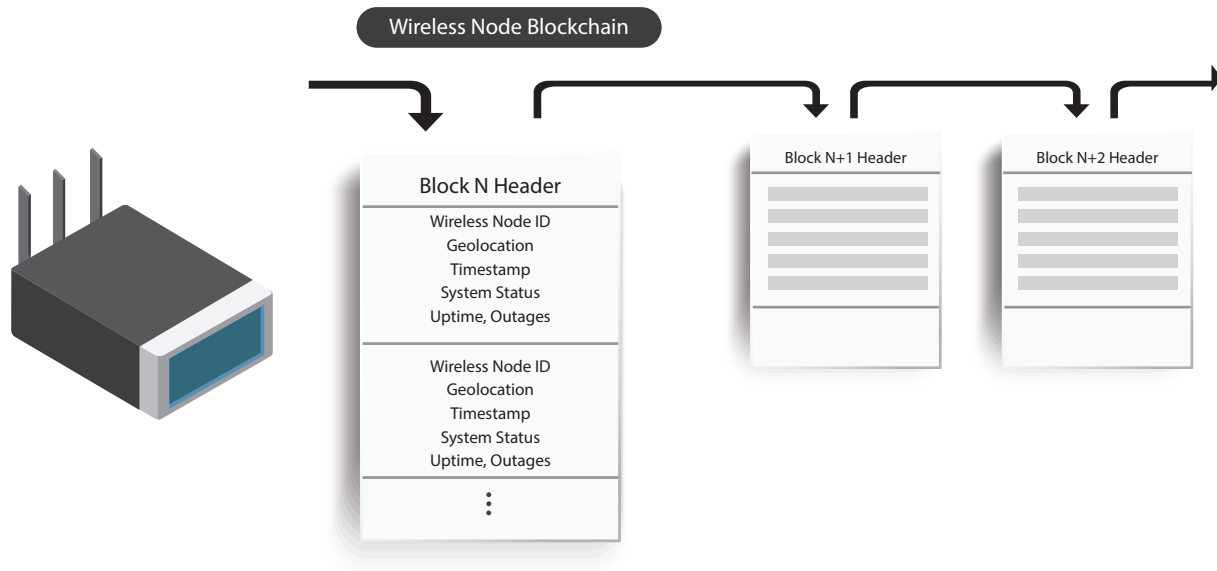 Wireless Node Blockchain
Block N Header
Wireless Node ID
Geolocation
Timestamp
System Status
Uptime, Outages
Wireless Node ID
Geolocation
Timestamp
System Status
Uptime, Outages
Block N+1 Header
Block N+2 Header